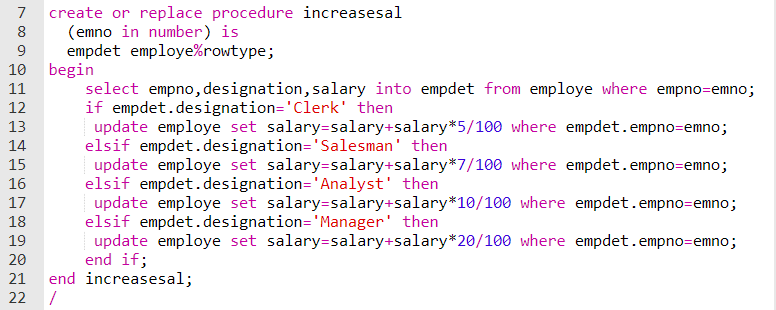 7 create or replace procedure increasesal
8 (emno in number) is
9 empdet employe%rowtype;
10 begin
11 select empno,designation,salary into empdet from employe where empno=emno;
12 if empdet.designation='Clerk' then
13 update employe set salary=salary+salary*5/100 where empdet.empno=emno;
14 elsif empdet.designation='Salesman' then
15 update employe set salary=salary+salary*7/100 where empdet.empno=emno;
16 elsif empdet.designation='Analyst' then
17 update employe set salary=salary+salary*10/100 where empdet.empno=emno;
18 elsif empdet.designation='Manager' then
19 update employe set salary=salary+salary*20/100 where empdet.empno=emno;
20 end if;
21 end increasesal;
22 /